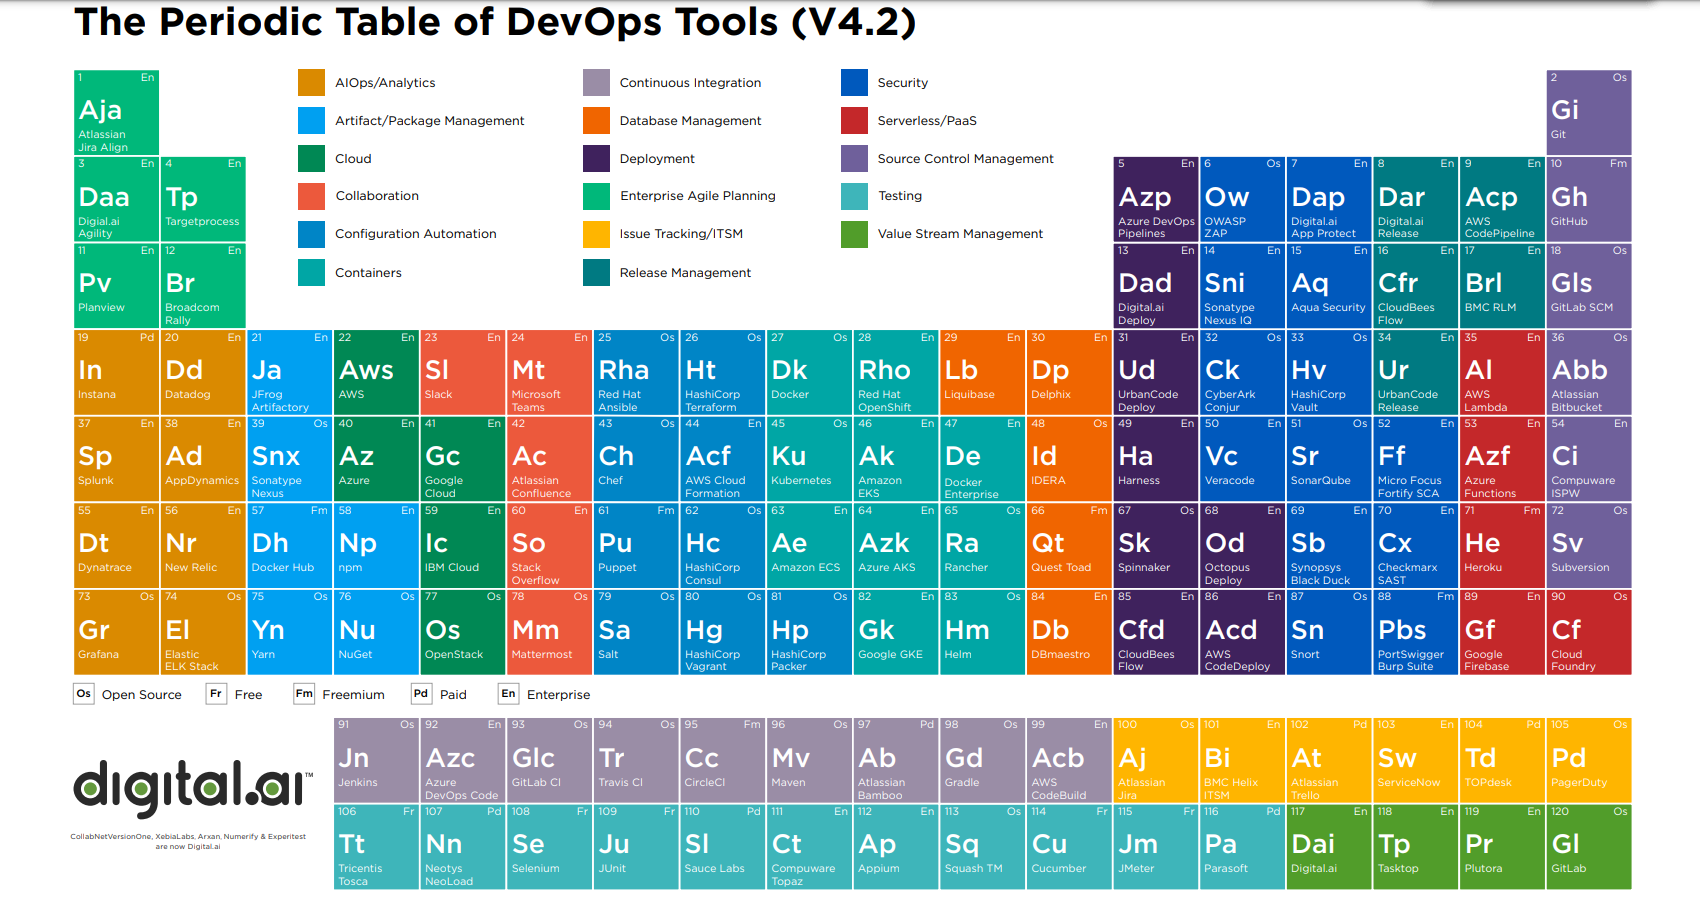 The Periodic Table of DevOps Tools (V4.2)
AIOps/Analytics
Artifact/Package Management
Cloud
Collaboration
Configuration Automation
Containers
Continuous Integration
Database Management
Deployment
Enterprise Agile Planning
Issue Tracking/ITSM
Release Management
Security
Serverless/PaaS
Source Control Management
Testing
Value Stream Management
1 En
Aja
Atlassian
Jira Align
2 Os
Gi
Git
3 En
Daa
Digial.ai
Agility
4 En
Tp
Targetprocess
5 En
Azp
Azure DevOps
Pipelines
6 Os
Ow
OWASP
ZAP
7 En
Dap
Digital.ai
App Protect
8 En
Dar
Digital.ai
Release
9 En
Acp
AWS
CodePipeline
10 Fm
Gh
GitHub
11 En
Pv
Planview
12 En
Br
Broadcom
Rally
13 En
Dad
Digital.ai
Deploy
14 En
Sni
Sonatype
Nexus IQ
15 En
Aq
Aqua Security
16 En
Cfr
CloudBees
Flow
17 En
Brl
BMC RLM
18 Os
Gls
GitLab SCM
19 Pd
In
Instana
20 En
Dd
Datadog
21 En
Ja
JFrog
Artifactory
22 En
Aws
AWS
23 En
Sl
Slack
24 En
Mt
Microsoft
Teams
25 Os
Rha
Red Hat
Ansible
26 Os
Ht
HashiCorp
Terraform
27 Os
Dk
Docker
28 En
Rho
Red Hat
OpenShift
29 En
Lb
Liquibase
30 En
Dp
Delphix
31 En
Ud
UrbanCode
Deploy
32 Os
Ck
CyberArk
Conjur
33 Os
Hv
HashiCorp
Vault
34 En
Ur
UrbanCode
Release
35 En
Al
AWS
Lambda
36 Os
Abb
Atlassian
Bitbucket
37 En
Sp
Splunk
38 En
Ad
AppDynamics
39 Os
Snx
Sonatype
Nexus
40 En
Az
Azure
41 En
Gc
Google
Cloud
42 En
Ac
Atlassian
Confluence
43 Os
Ch
Chef
44 En
Acf
AWS Cloud
Formation
45 Os
Ku
Kubernetes
46 En
Ak
Amazon
EKS
47 En
De
Docker
Enterprise
48 Os
Id
IDERA
49 En
Ha
Harness
50 En
Vc
Veracode
51 Os
Sr
SonarQube
52 En
Ff
Micro Focus
Fortify SCA
53 En
Azf
Azure
Functions
54 En
Ci
Compuware
ISPW
55 En
Dt
Dynatrace
56 En
Nr
New Relic
57 Fm
Dh
Docker Hub
58 En
Np
npm
59 En
Ic
IBM Cloud
60 En
So
Stack
Overflow
61 Fm
Pu
Puppet
62 Os
Hc
HashiCorp
Consul
63 En
Ae
Amazon ECS
64 En
Azk
Azure AKS
65 Os
Ra
Rancher
66 Fm
Qt
Quest Toad
67 Os
Sk
Spinnaker
68 En
Od
Octopus
Deploy
69 En
Sb
Synopsys
Black Duck
70 En
Cx
Checkmarx
SAST
71 Fm
He
Heroku
72 Os
Sv
Subversion
73 Os
Gr
Grafana
74 Os
El
Elastic
ELK Stack
75 Os
Yn
Yarn
76 Os
Nu
NuGet
77 Os
Os
OpenStack
78 Os
Mm
Mattermost
79 Os
Sa
Salt
80 Os
Hg
HashiCorp
Vagrant
81 Os
Hp
HashiCorp
Packer
82 En
Gk
Google GKE
83 Os
Hm
Helm
84 En
Db
DBmaestro
85 En
Cfd
CloudBees
Flow
86 En
Acd
AWS
CodeDeploy
87 Os
Sn
Snort
88 Fm
Pbs
PortSwigger
Burp Suite
89 En
Gf
Google
Firebase
90 Os
Cf
Cloud
Foundry
Os Open Source
Fr Free
Fm Freemium
Pd Paid
En Enterprise
91 Os
Jn
Jenkins
92 En
Azc
Azure
DevOps Code
93 Os
Glc
GitLab CI
94 Os
Tr
Travis CI
95 Fm
Cc
CircleCI
96 Os
Mv
Maven
97 Pd
Ab
Atlassian
Bamboo
98 Os
Gd
Gradle
99 En
Acb
AWS
CodeBuild
100 Os
Aj
Atlassian
Jira
101 En
Bi
BMC Helix
ITSM
102 Pd
At
Atlassian
Trello
103 En
Sw
ServiceNow
104 Pd
Td
TOPdesk
105 Os
Pd
PagerDuty
digital.ai™
CollabNetVersionOne, XebiaLabs, Arxan, Numerify & Experitest
are now Digital.ai
106 Fr
Tt
Tricentis
Tosca
107 Pd
Nn
Neotys
NeoLoad
108 Fr
Se
Selenium
109 Fr
Ju
JUnit
110 Pd
Sl
Sauce Labs
111 En
Ct
Compuware
Topaz
112 En
Ap
Appium
113 Os
Sq
Squash TM
114 Fr
Cu
Cucumber
115 Fr
Jm
JMeter
116 Pd
Pa
Parasoft
117 En
Dai
Digital.ai
118 En
Tp
Tasktop
119 En
Pr
Plutora
120 Os
Gl
GitLab